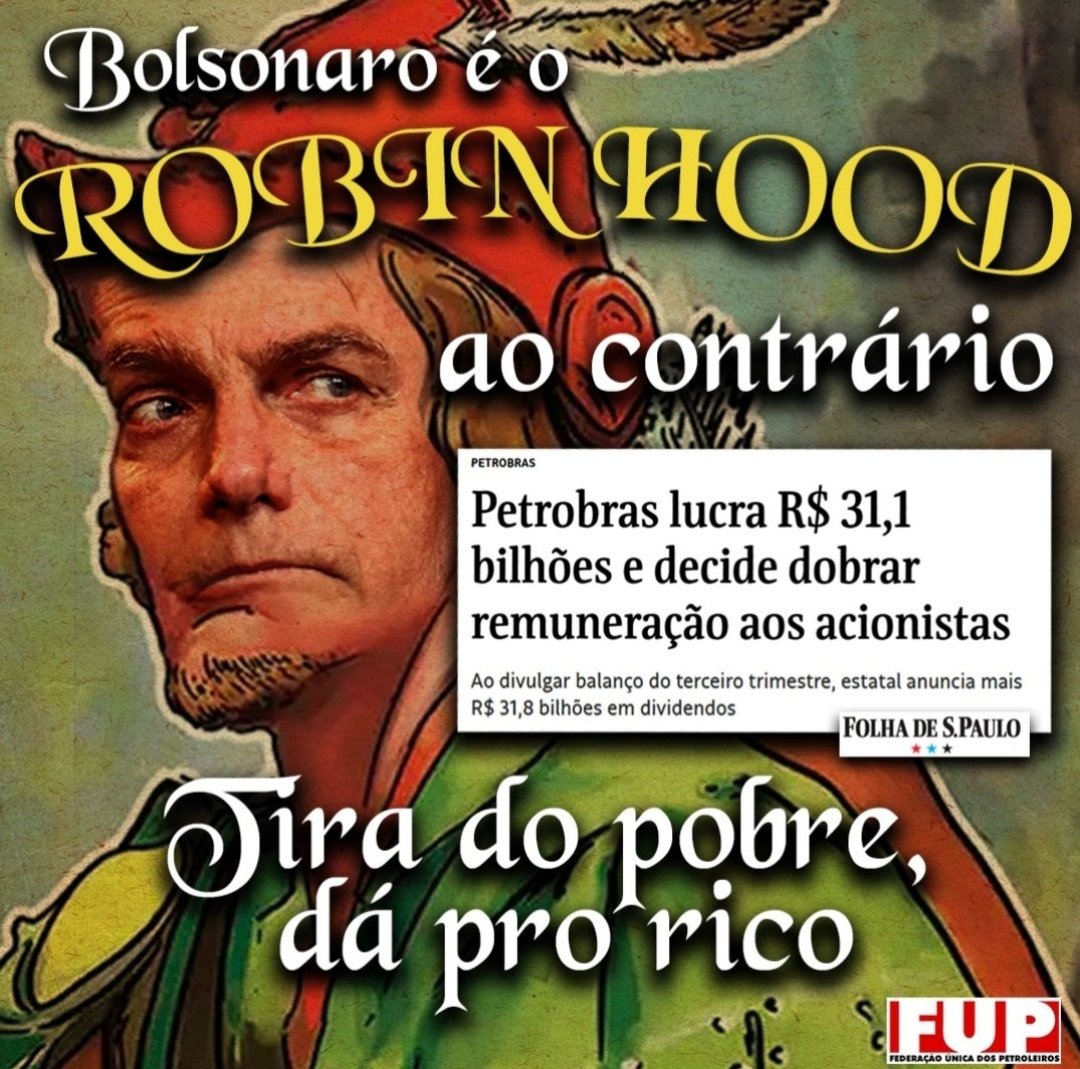 Bolsonaro é o
ROBIN HOOD
ao contrário
PETROBRAS
Petrobras lucra R$ 31,1
bilhões e decide dobrar
remuneração aos acionistas
Ao divulgar balanço do terceiro trimestre, estatal anuncia mais
R$ 31,8 bilhões em dividendos
FOLHA DE S.PAULO
Tira do pobre,
dá pro rico
FUP
FEDERAÇÃO ÚNICA DOS PETROLEIROS